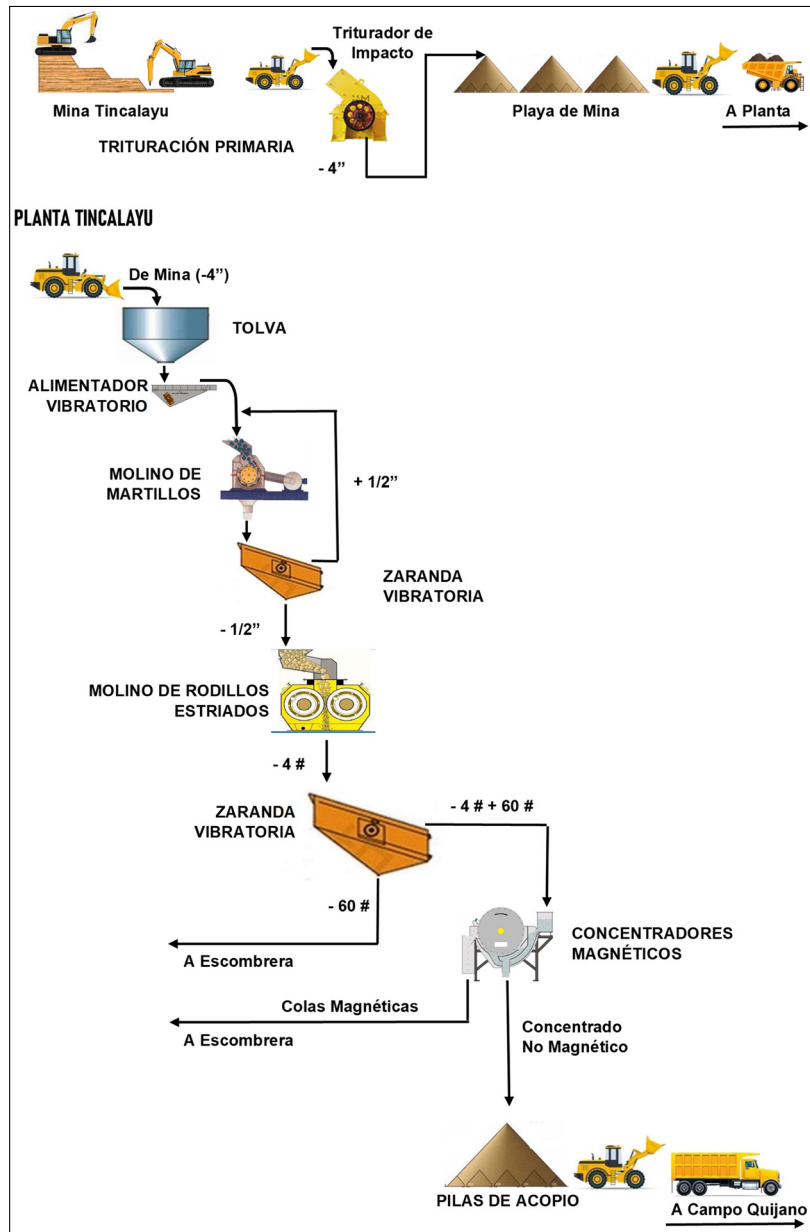 Triturador de
Impacto
Mina Tincalayu
Playa de Mina
A Planta
TRITURACIÓN PRIMARIA
- 4”
PLANTA TINCALAYU
De Mina (-4”)
TOLVA
ALIMENTADOR
VIBRATORIO
MOLINO DE
MARTILLOS
+ 1/2”
ZARANDA
VIBRATORIA
- 1/2”
MOLINO DE RODILLOS
ESTRIADOS
- 4 #
ZARANDA
VIBRATORIA
- 4 # + 60 #
- 60 #
A Escombrera
CONCENTRADORES
MAGNÉTICOS
Colas Magnéticas
A Escombrera
Concentrado
No Magnético
PILAS DE ACOPIO
A Campo Quijano